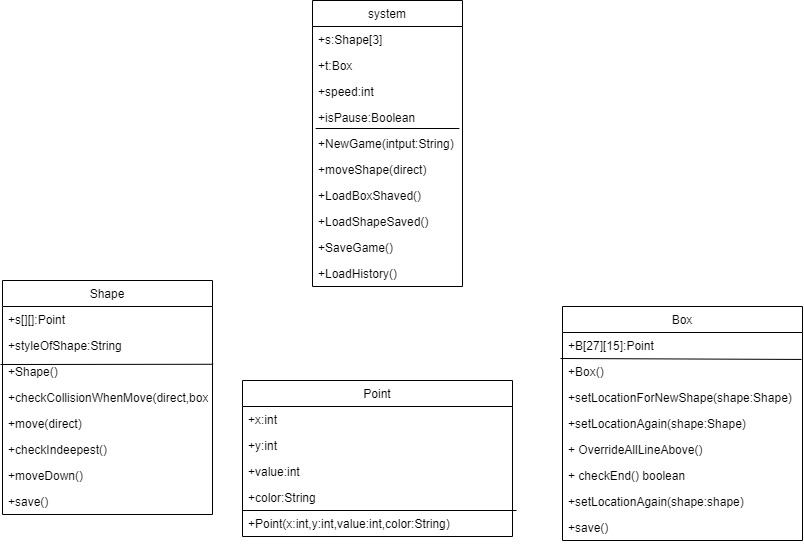 system
+s:Shape[3]
+t:Box
+speed:int
+isPause:Boolean
+NewGame(intput:String)
+moveShape(direct)
+LoadBoxShaved()
+LoadShapeSaved()
+SaveGame()
+LoadHistory()
Shape
+s[][]:Point
+styleOfShape:String
+Shape()
+checkCollisionWhenMove(direct,box
+move(direct)
+checkIndeepest()
+moveDown()
+save()
Point
+x:int
+y:int
+value:int
+color:String
+Point(x:int,y:int,value:int,color:String)
Box
+B[27][15]:Point
+Box()
+setLocationForNewShape(shape:Shape)
+setLocationAgain(shape:Shape)
+ OverrideAllLineAbove()
+ checkEnd() boolean
+setLocationAgain(shape:shape)
+save()